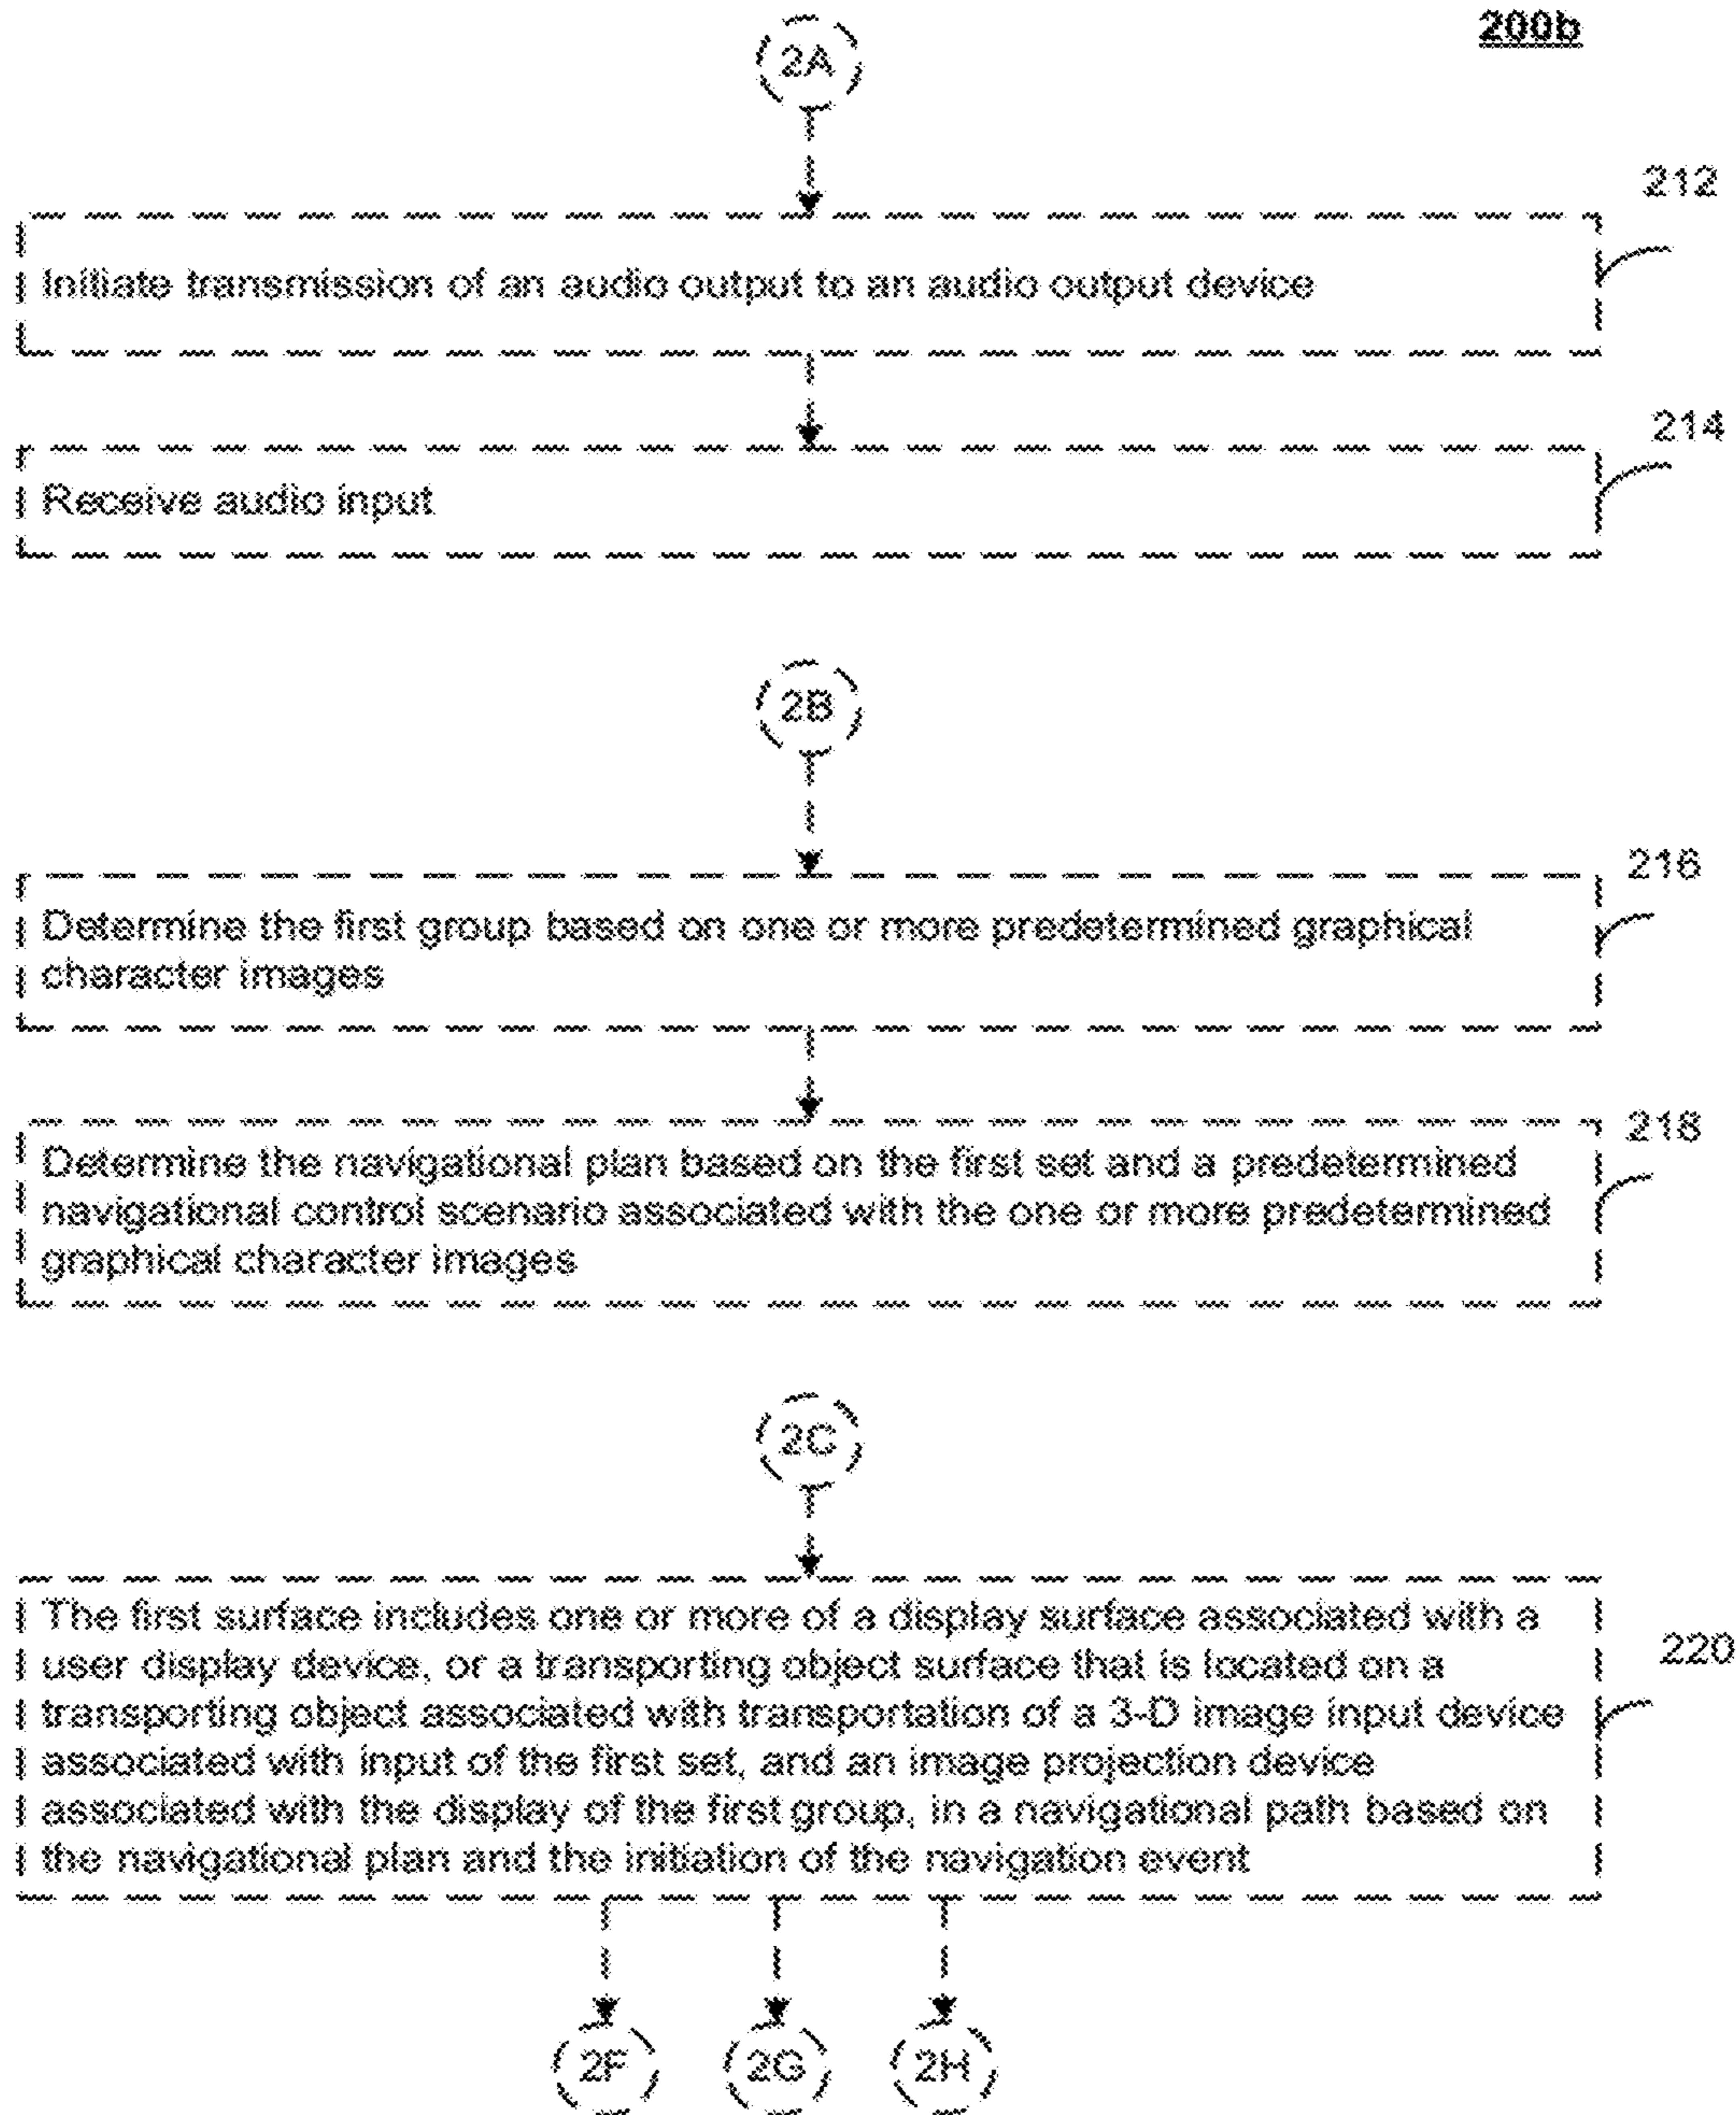 200b
2A
212
Initiate transmission of an audio output to an audio output device
214
Receive audio input
2B
216
Determine the first group based on one or more predetermined graphical
character images
218
Determine the navigational plan based on the first set and a predetermined
navigational control scenario associated with the one or more predetermined
graphical character images
2C
The first surface includes one or more of a display surface associated with a
user display device, or a transporting object surface that is located on a
220
transporting object associated with transportation of a 3-D image input device
associated with input of the first set, and an image projection device
associated with the display of the first group, in a navigational path based on
the navigational plan and the initiation of the navigation event
2F
2G
2H